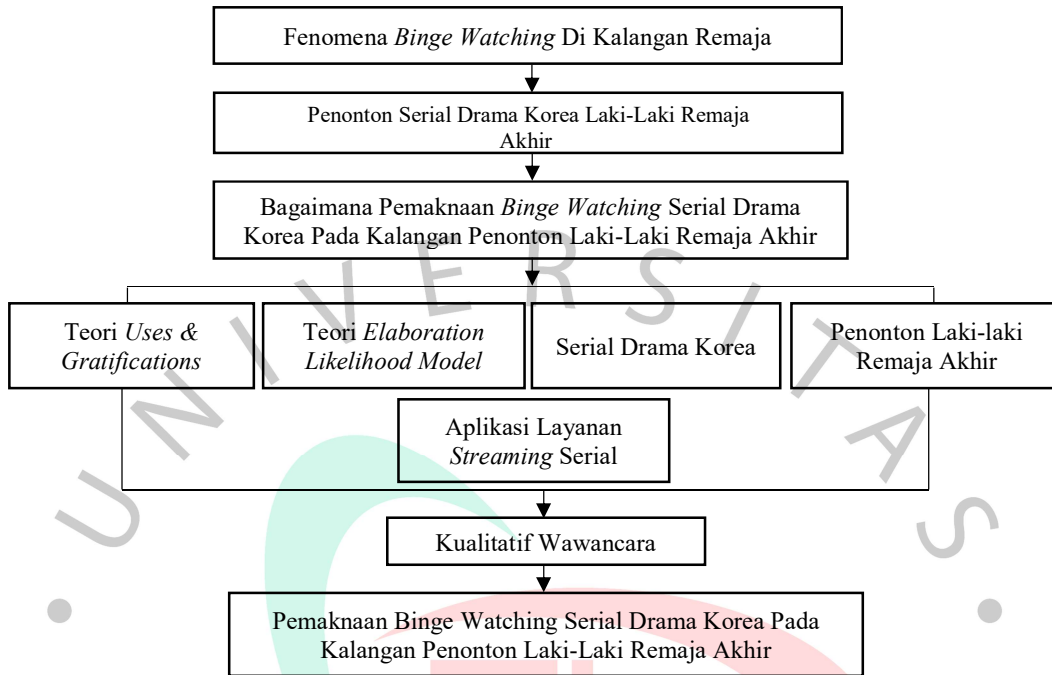 Fenomena Binge Watching Di Kalangan Remaja
Penonton Serial Drama Korea Laki-Laki Remaja
Akhir
Bagaimana Pemaknaan Binge Watching Serial Drama
Korea Pada Kalangan Penonton Laki-Laki Remaja Akhir
UNIVERSITAS
Teori Uses &
Gratifications
Teori Elaboration
Likelihood Model
Serial Drama Korea
Penonton Laki-laki
Remaja Akhir
Aplikasi Layanan
Streaming Serial
Kualitatif Wawancara
Pemaknaan Binge Watching Serial Drama Korea Pada
Kalangan Penonton Laki-Laki Remaja Akhir